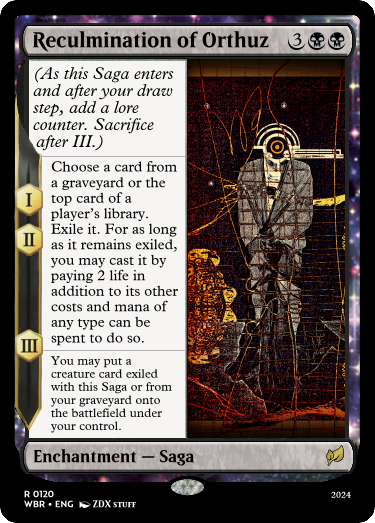 Reculmination of Orthuz 3
(As this Saga enters
and after your draw
step, add a lore
counter. Sacrifice
after III.)
I
II
Choose a card from
a graveyard or the
top card of a
player's library.
Exile it. For as long
as it remains exiled,
you may cast it by
paying 2 life in
addition to its other
costs and mana of
any type can be
spent to do so.
III
You may put a
creature card exiled
with this Saga or from
your graveyard onto
the battlefield under
your control.
Enchantment — Saga
R 0120
WBR • ENG ZDX STUFF
2024